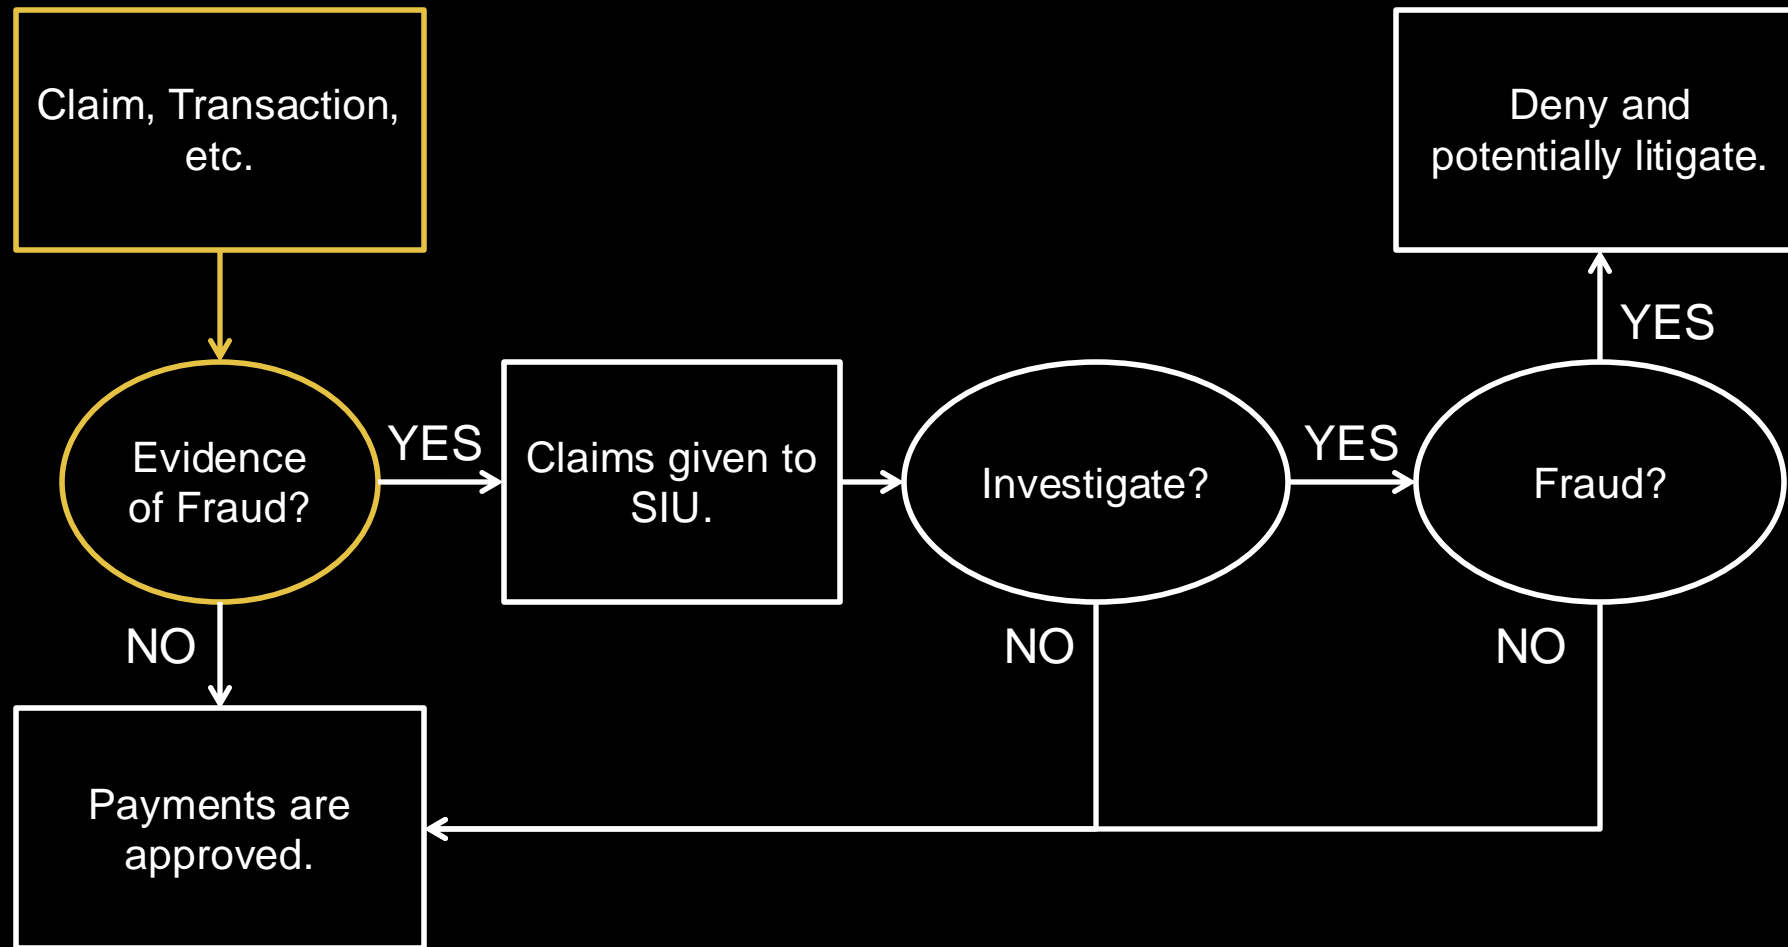 Claim, Transaction,
etc.
Deny and
potentially litigate.
YES
Evidence
of Fraud?
YES
Claims given to
SIU.
Investigate?
YES
Fraud?
NO
NO
NO
Payments are
approved.